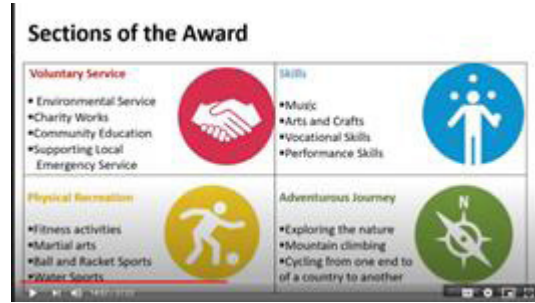 Sections of the Award
Voluntary Service
• Environmental Service
•Charity Works
•Community Education
•Supporting Local
Emergency Service
Skills
•Music
•Arts and Crafts
•Vocational Skills
•Performance Skills
Physical Recreation
•Fitness activities
•Martial arts
•Ball and Racket Sports
•Water Sports
Adventurous Journey
•Exploring the nature
•Mountain climbing
•Cycling from one end to
of a country to another
N